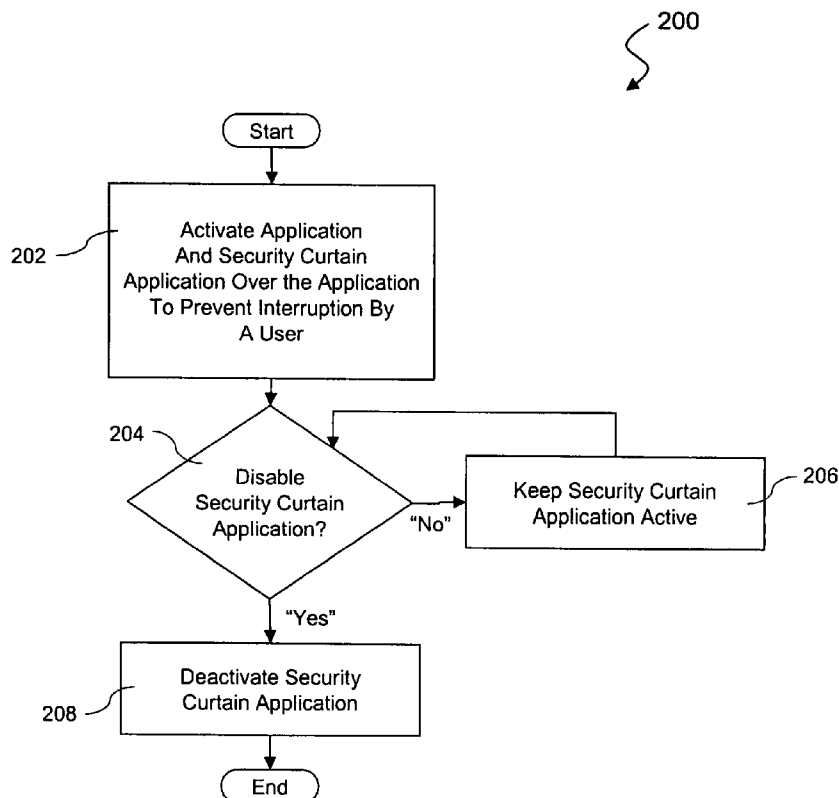 200
Start
202
Activate Application
And Security Curtain
Application Over the Application
To Prevent Interruption By
A User
204
Disable
Security Curtain
Application?
"No"
Keep Security Curtain
Application Active
206
"Yes"
Deactivate Security
Curtain Application
208
End